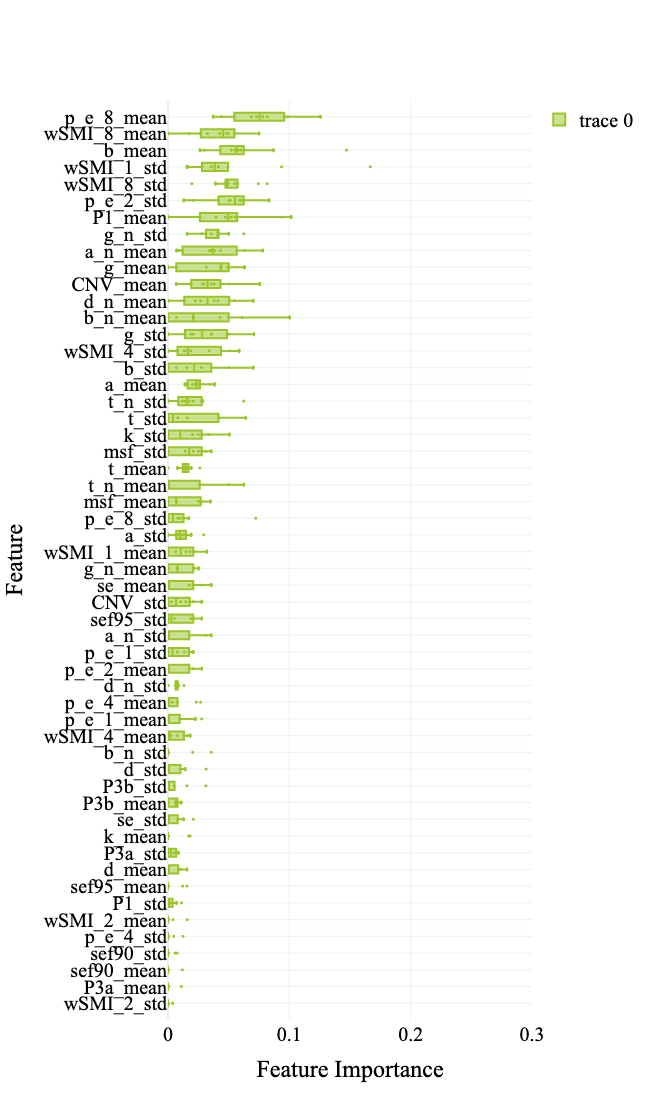 p_e_8_mean
trace 0
wSMI_8_mean
b_mean
wSMI_1_std
wSMI_8_std
p_e_2_std
P1_mean
g_n_std
a_n_mean
g_mean
CNV_mean
d_n_mean
b_n_mean
g_std
wSMI_4_std
b_std
a_mean
t_n_std
t_std
k_std
msf_std
t_mean
t_n_mean
msf_mean
p_e_8_std
a_std
wSMI_1_mean
g_n_mean
se_mean
CNV_std
sef95_std
a_n_std
p_e_1_std
p_e_2_mean
d_n_std
p_e_4_mean
p_e_1_mean
wSMI_4_mean
b_n_std
d_std
P3b_std
P3b_mean
se_std
k_mean
P3a_std
d_mean
sef95_mean
P1_std
wSMI_2_mean
p_e_4_std
sef90_std
sef90_mean
P3a_mean
wSMI_2_std
Feature
0 0.1 0.2 0.3
Feature Importance